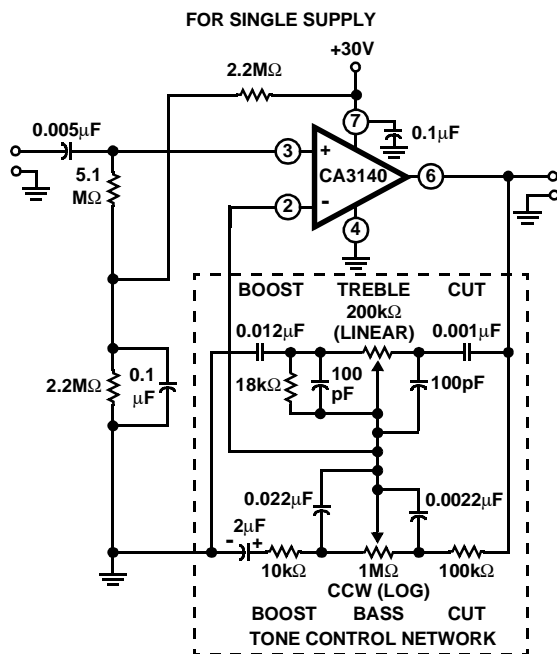 FOR SINGLE SUPPLY
+30V
2.2MΩ
0.005μF
7
0.1μF
3
+
5.1
MΩ
CA3140
6
2
-
4
BOOST TREBLE CUT
200kΩ
(LINEAR)
0.012μF
0.001μF
18kΩ
100
pF
100pF
2.2MΩ
0.1
μF
0.022μF
0.0022μF
2μF
- +
10kΩ
1MΩ
100kΩ
CCW (LOG)
BOOST BASS CUT
TONE CONTROL NETWORK